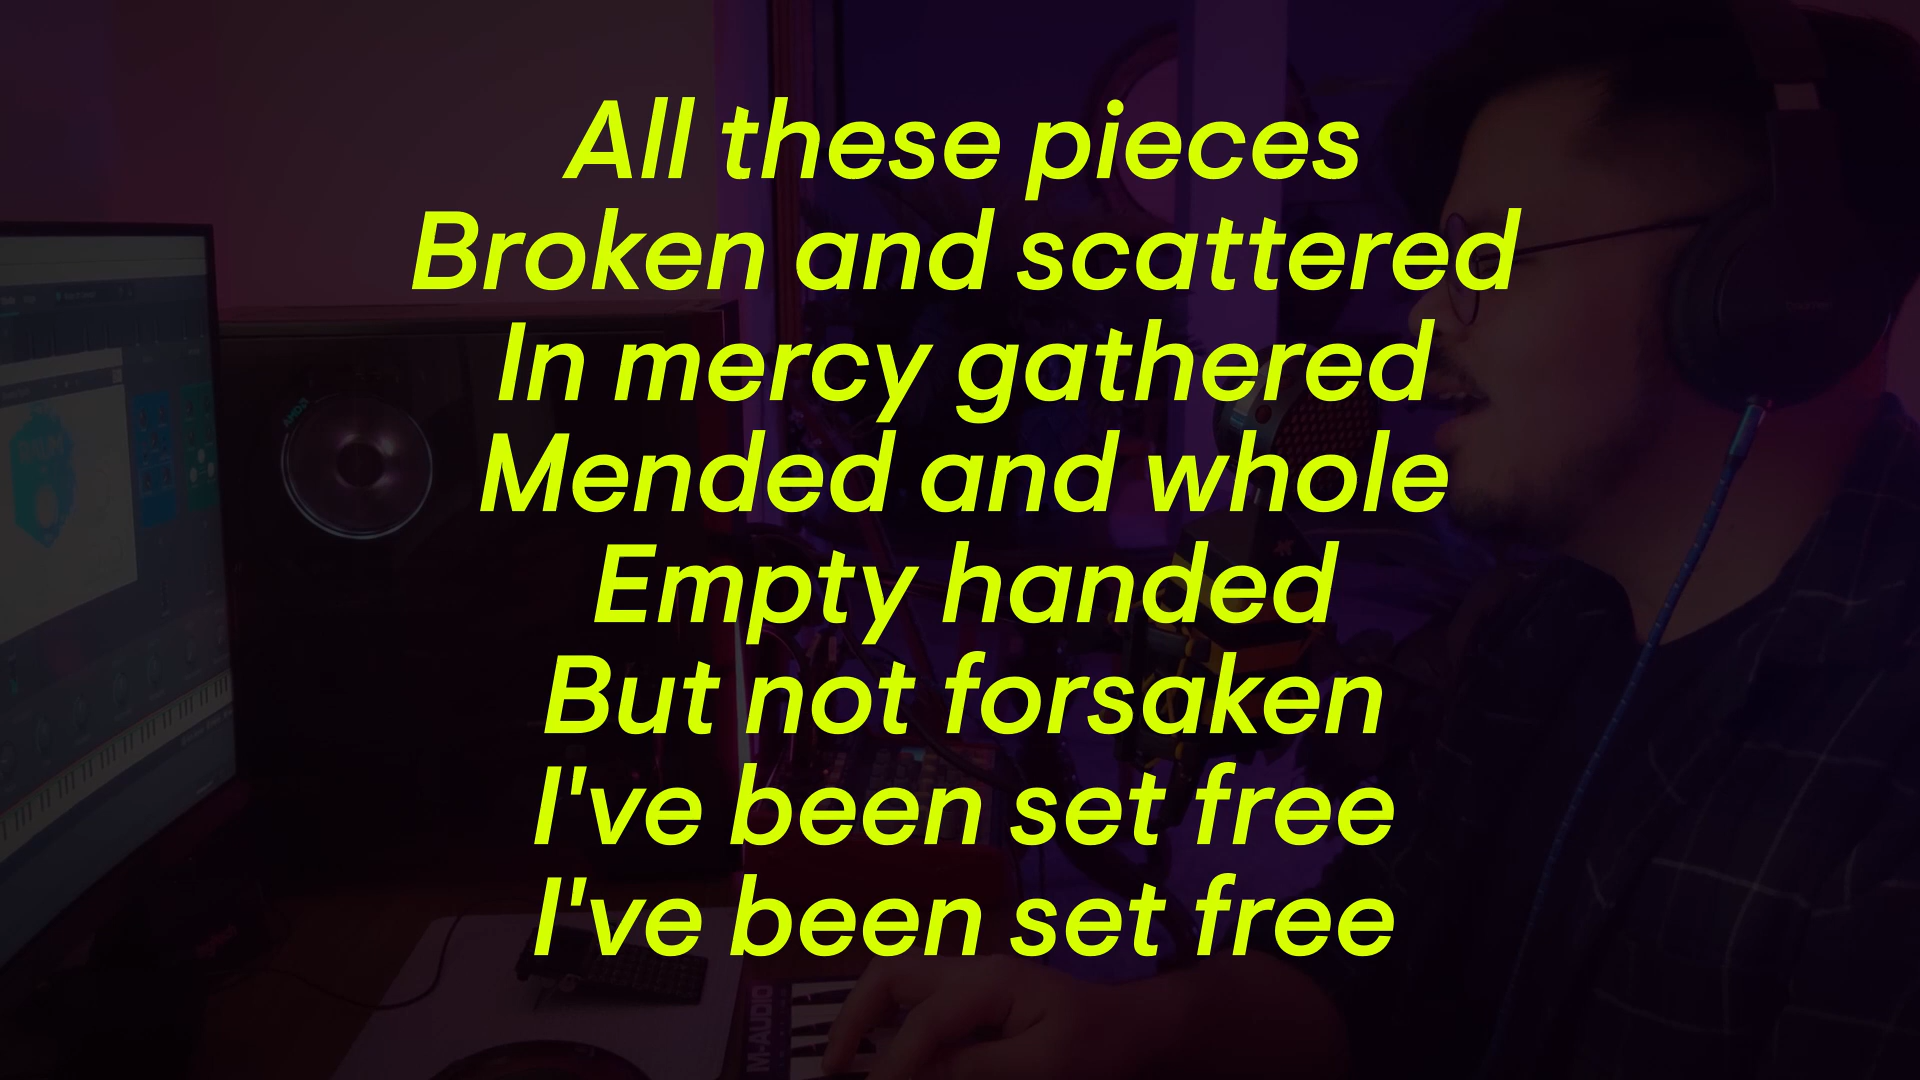 All these pieces
Broken and scattered
In mercy gathered
Mended and whole
Empty handed
But not forsaken
I've been set free
I've been set free
M-AUDIO